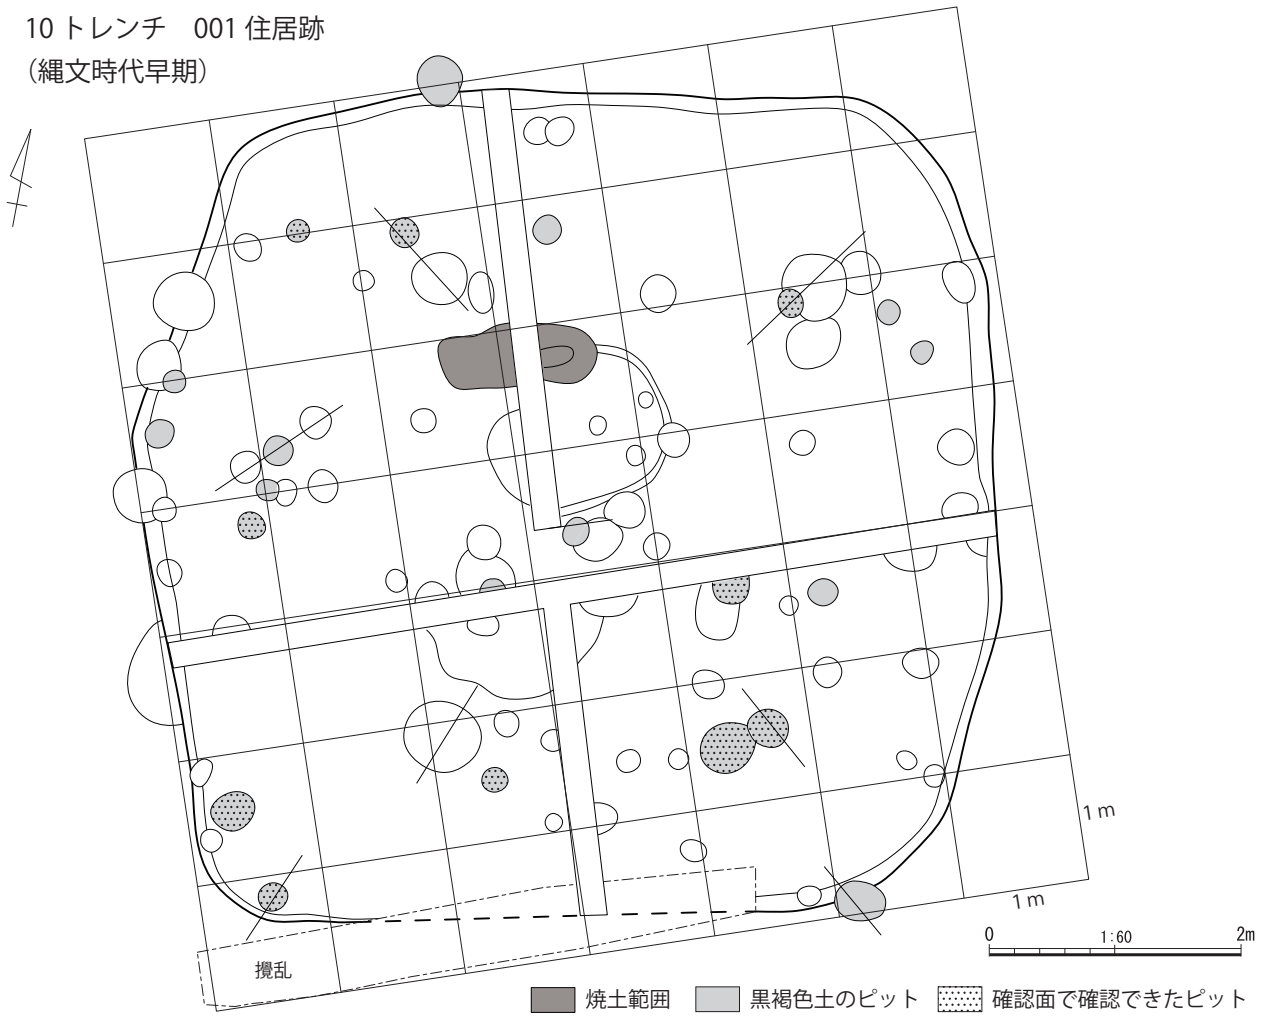 10 トレンチ　001 住居跡
（縄文時代早期）
1 m
1 m
0 1:60 2m
攪乱
焼土範囲 黒褐色土のピット 確認面で確認できたピット